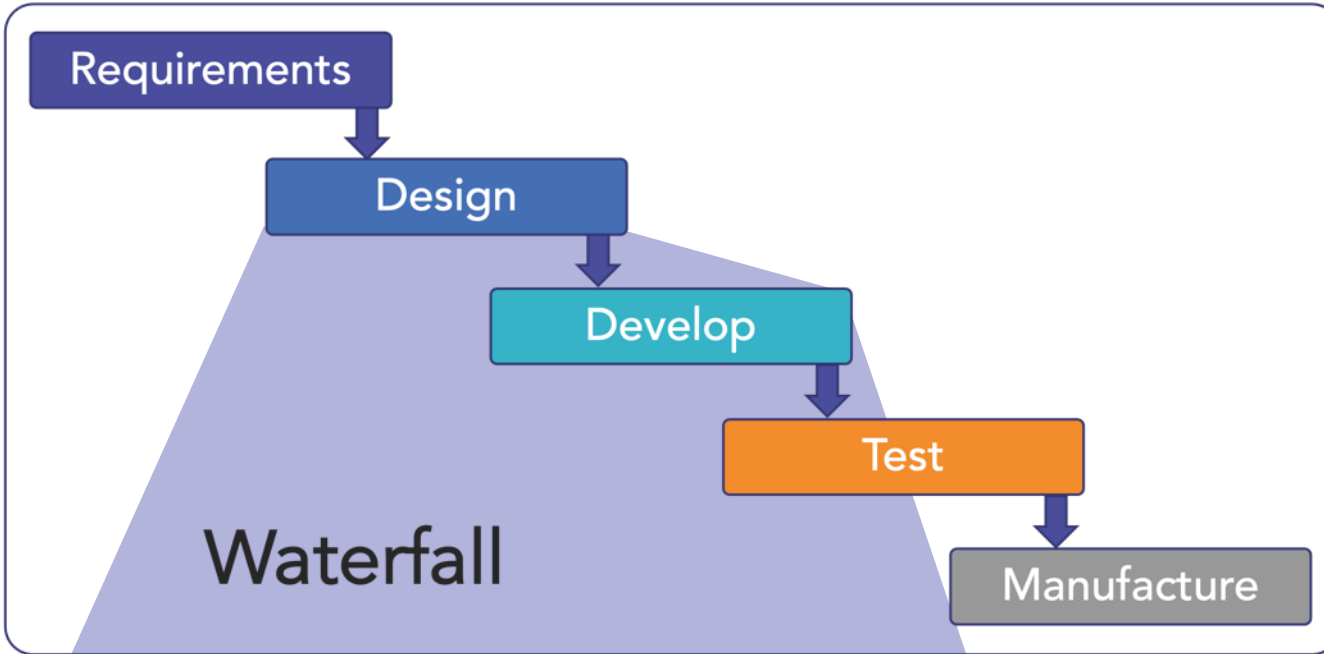 Requirements
Design
Develop
Test
Waterfall
Manufacture